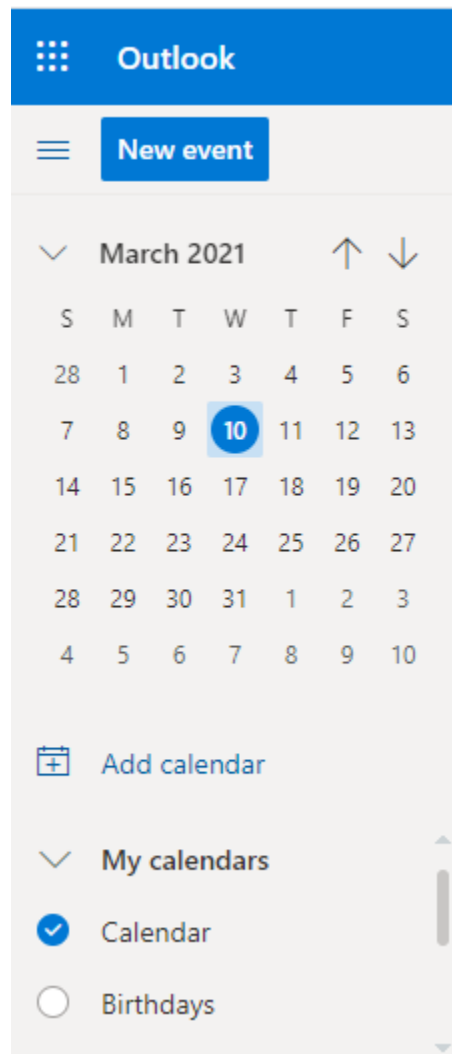 Outlook
New event
March 2021
S M T W T F S
28 1 2 3 4 5 6
7 8 9 10 11 12 13
14 15 16 17 18 19 20
21 22 23 24 25 26 27
28 29 30 31 1 2 3
4 5 6 7 8 9 10
Add calendar
My calendars
Calendar
Birthdays